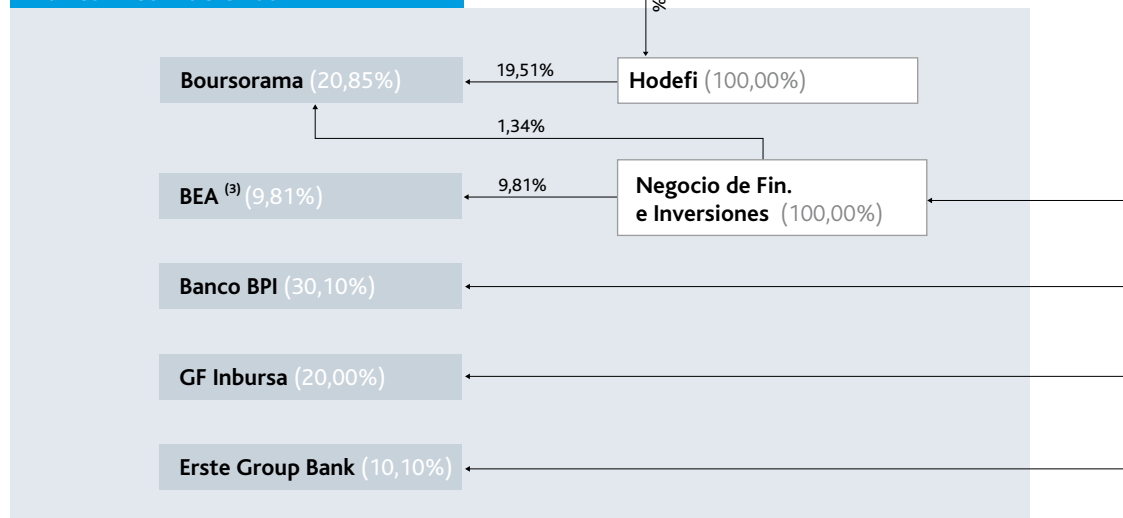 Boursorama (20,85%)
19,51%
Hodefi (100,00%)
1,34%
BEA (3) (9,81%)
9,81%
Negocio de Fin.
e Inversiones (100,00%)
Banco BPI (30,10%)
GF Inbursa (20,00%)
Erste Group Bank (10,10%)